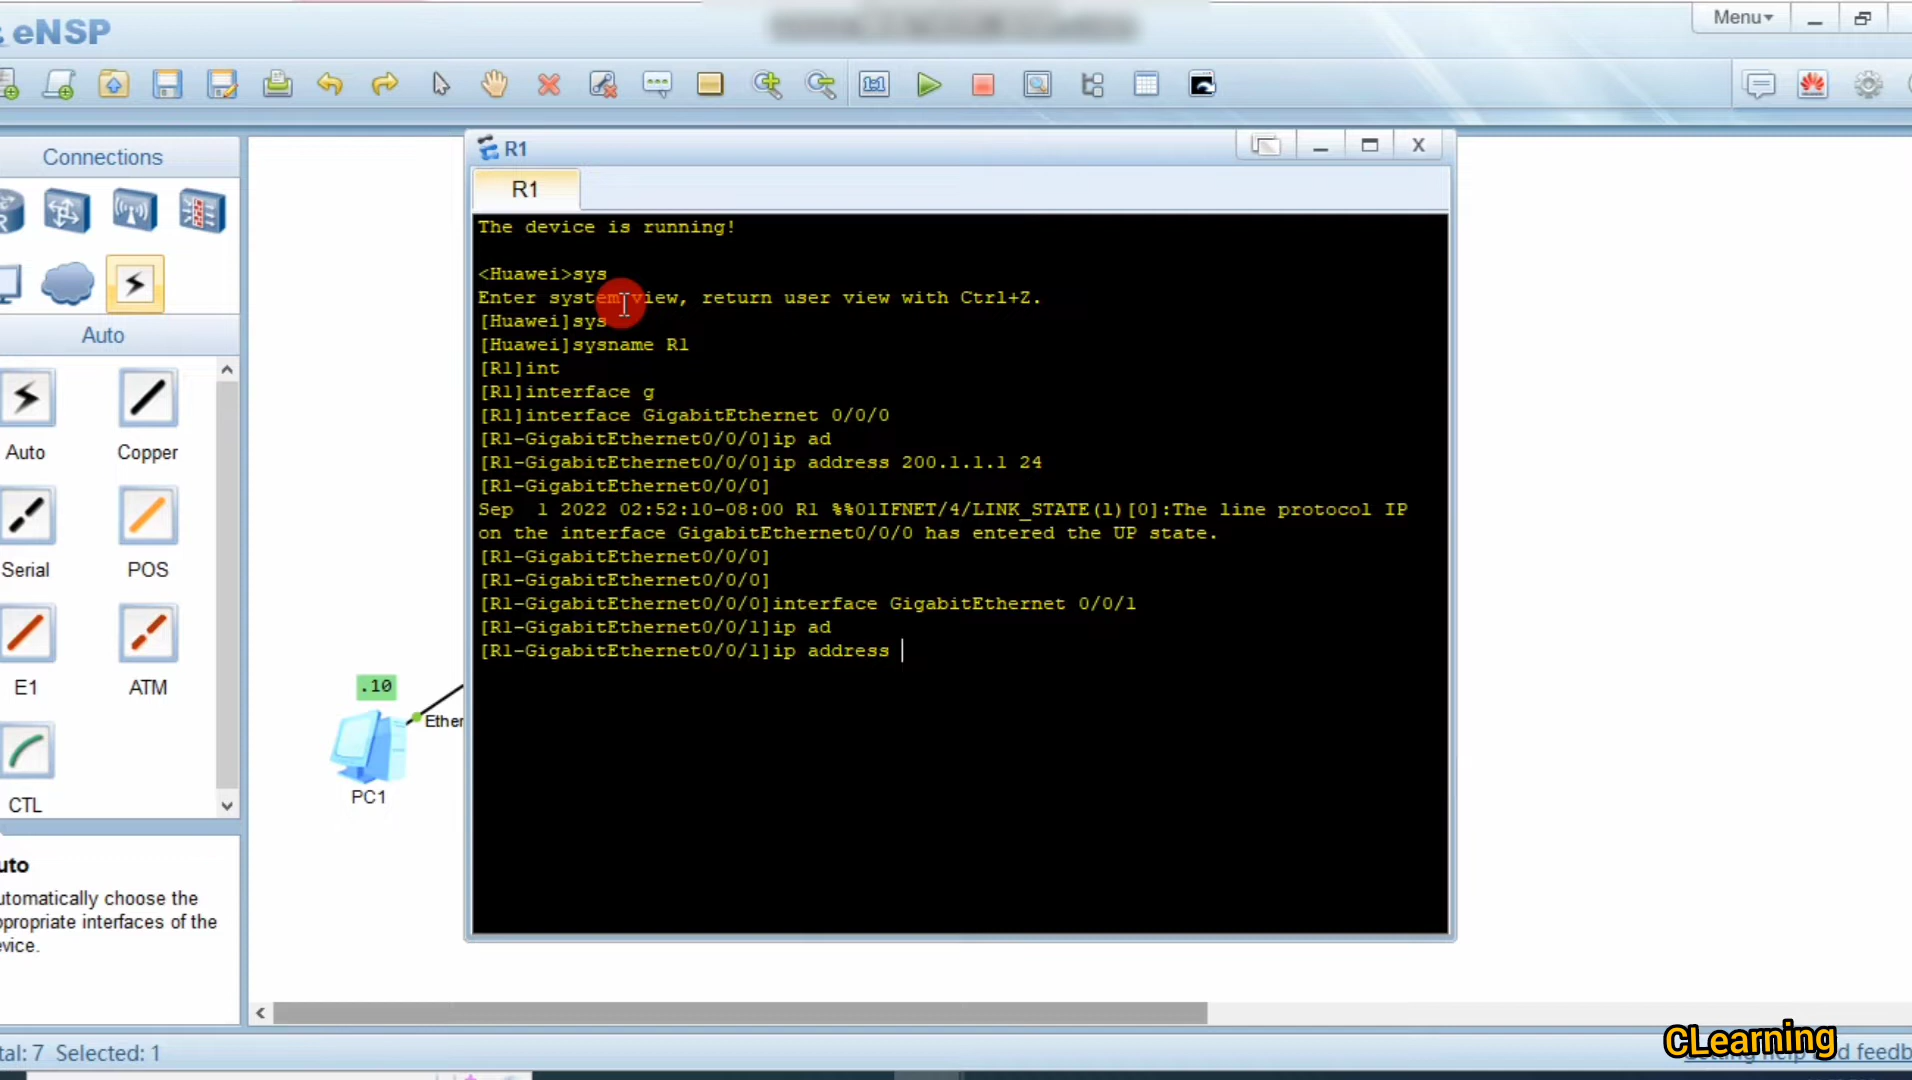 eNSP
Menu
Connections
R1
R1
The device is running!
<Huawei>sys
Enter system view, return user view with Ctrl+Z.
[Huawei]sys
[Huawei]sysname R1
[R1]int
[R1]interface g
[R1]interface GigabitEthernet 0/0/0
[R1-GigabitEthernet0/0/0]ip ad
[R1-GigabitEthernet0/0/0]ip address 200.1.1.1 24
[R1-GigabitEthernet0/0/0]
Sep  1 2022 02:52:10-08:00 R1 %%01IFNET/4/LINK_STATE(l)[0]:The line protocol IP
on the interface GigabitEthernet0/0/0 has entered the UP state.
[R1-GigabitEthernet0/0/0]
[R1-GigabitEthernet0/0/0]
[R1-GigabitEthernet0/0/0]interface GigabitEthernet 0/0/1
[R1-GigabitEthernet0/0/1]ip ad
[R1-GigabitEthernet0/0/1]ip address
Auto
Auto
Copper
Serial
POS
E1
ATM
CTL
uto
utomatically choose the
ppropriate interfaces of the
evice.
.10
Ether
PC1
tal: 7 Selected: 1
CLearning
feedb